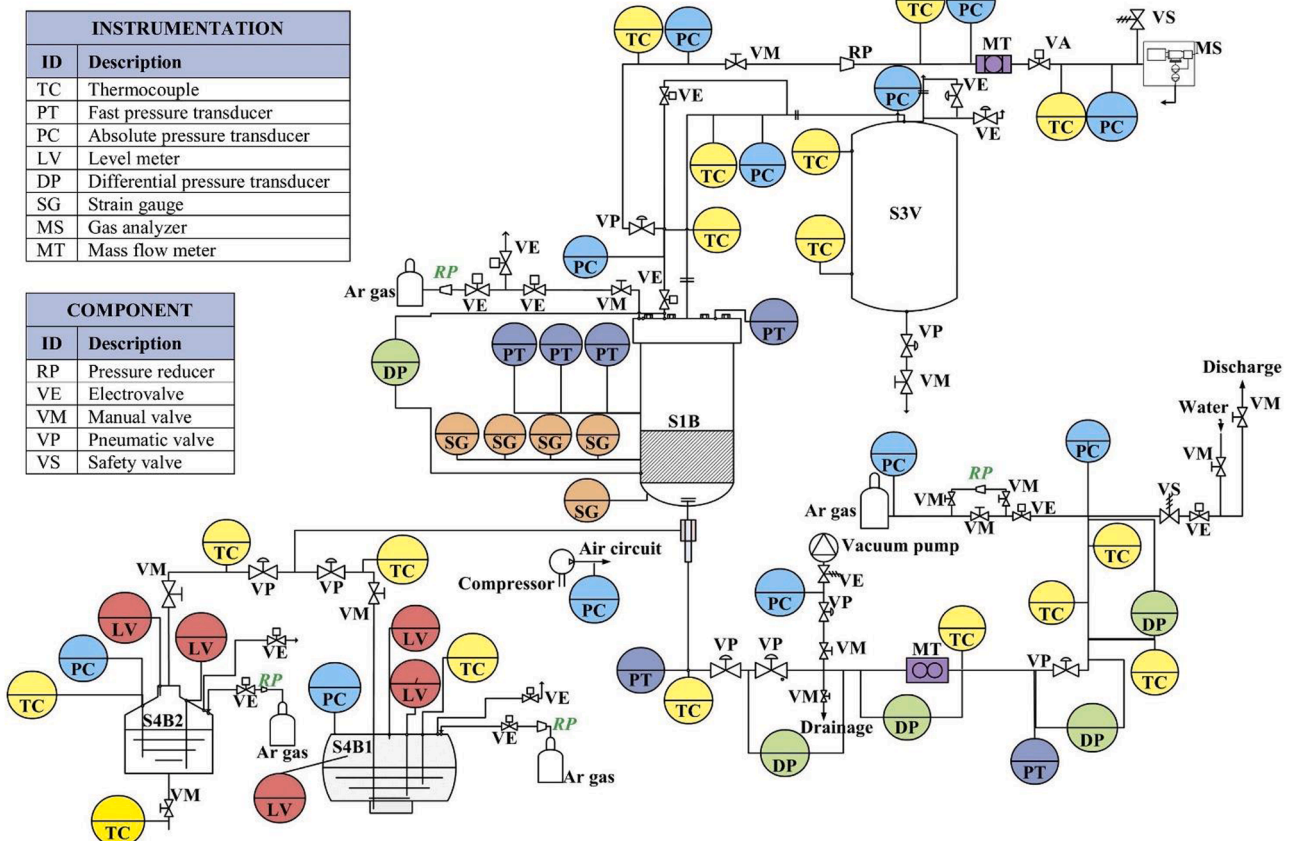 INSTRUMENTATION
ID Description
TC Thermocouple
PT Fast pressure transducer
PC Absolute pressure transducer
LV Level meter
DP Differential pressure transducer
SG Strain gauge
MS Gas analyzer
MT Mass flow meter
COMPONENT
ID Description
RP Pressure reducer
VE Electrovalve
VM Manual valve
VP Pneumatic valve
VS Safety valve
TC PC VS
TC PC VM RP MT VA MS
VE PC VE
TC PC VE
TC PC TC
S3V
VP TC TC
PC VE VE
Ar gas RP VE VE VM
PT
PT PT PT
DP
VP
VM
S1B
SG SG SG SG
SG
Discharge
Water VM
PC
PC RP VM
VM VM VS
Ar gas VM VE VE
Air circuit
Compressor
PC
Vacuum pump
VE
PC
VP
VM
TC
TC
DP
TC
TC
VM VP VP TC
VM
LV LV LV
PC VE
TC RP
VE
S4B2 Ar gas
VM
TC
LV TC
PC VE
VE RP
S4B1 Ar gas
LV
PT VP VP MT TC VP
TC VM
Drainage
DP DP DP
PT